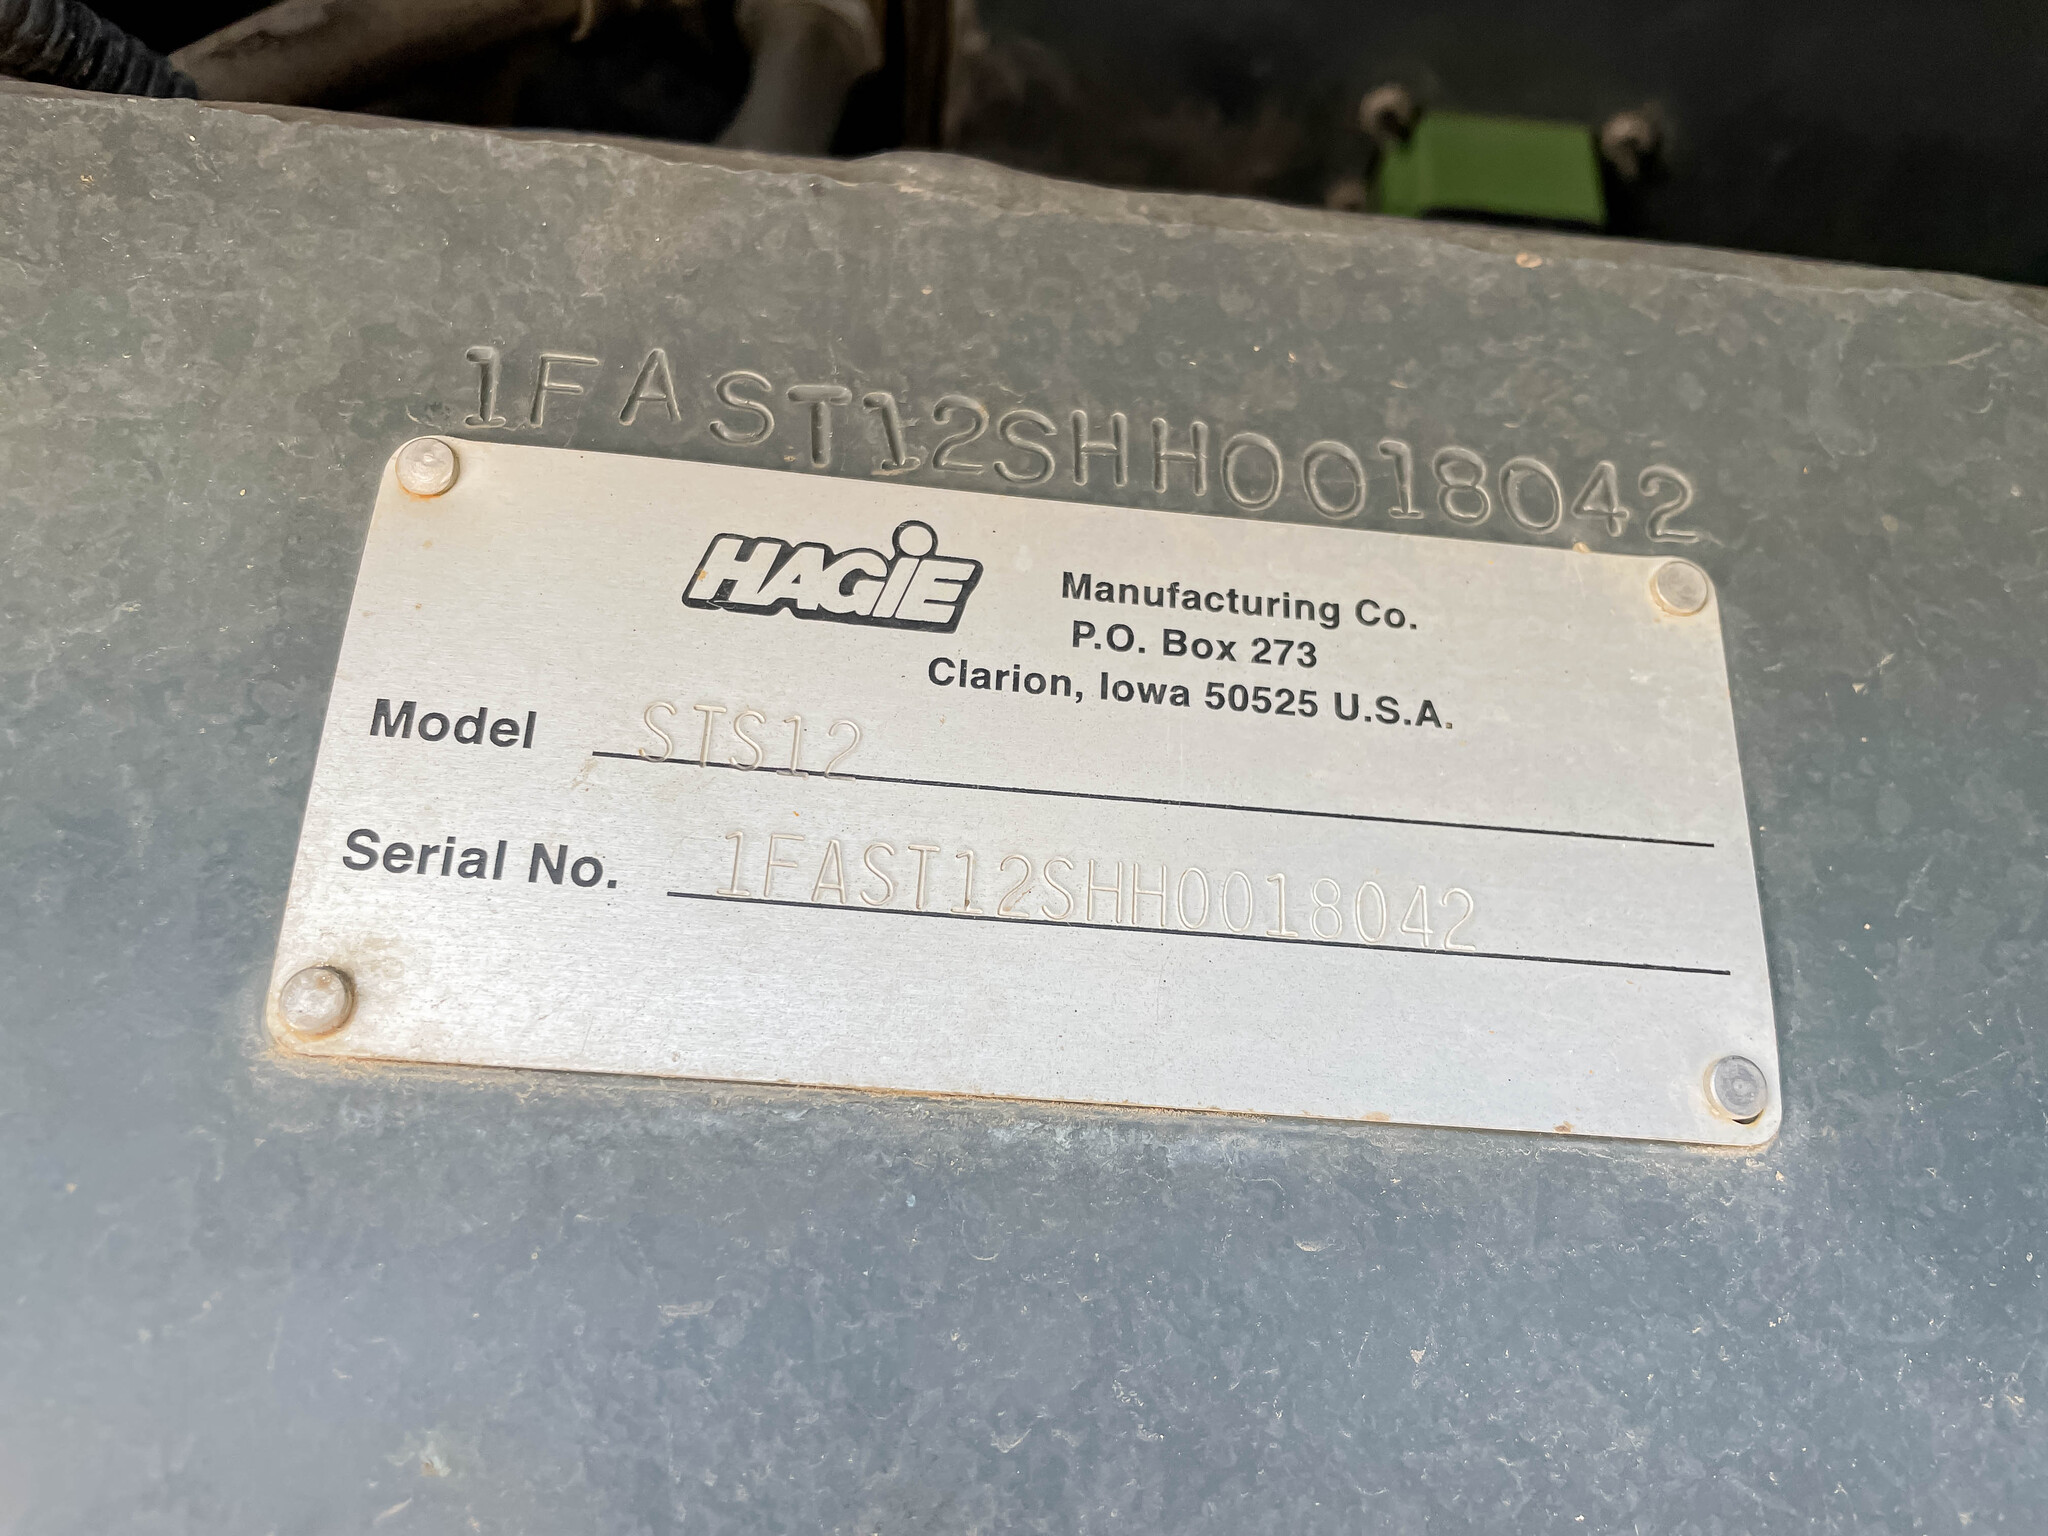 1FAST12SHH0018042
HAGiE Manufacturing Co.
P.O. Box 273
Clarion, Iowa 50525 U.S.A.
Model STS12
Serial No. 1FAST12SHH0018042